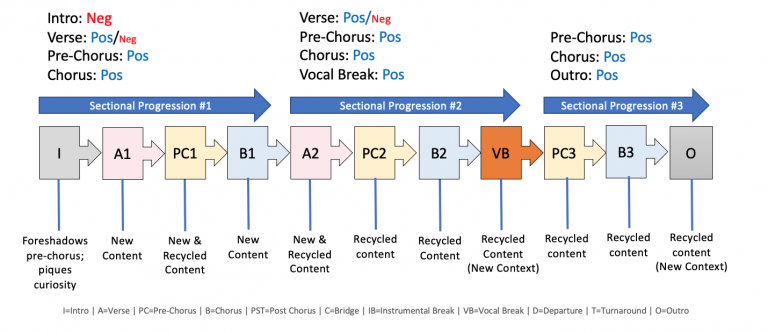 Intro: Neg
Verse: Pos/Neg
Pre-Chorus: Pos
Chorus: Pos
Verse: Pos/Neg
Pre-Chorus: Pos
Chorus: Pos
Vocal Break: Pos
Pre-Chorus: Pos
Chorus: Pos
Outro: Pos
Sectional Progression #1
Sectional Progression #2
Sectional Progression #3
I
A1
PC1
B1
A2
PC2
B2
VB
PC3
B3
O
Foreshadows
pre-chorus;
piques
curiosity
New
Content
New &
Recycled
Content
New
Content
New &
Recycled
Content
Recycled
content
Recycled
Content
Recycled
Content
(New Context)
Recycled
content
Recycled
content
Recycled
content
(New Context)
I=Intro | A=Verse | PC=Pre-Chorus | B=Chorus | PST=Post Chorus | C=Bridge | IB=Instrumental Break | VB=Vocal Break | D=Departure | T=Turnaround | O=Outro